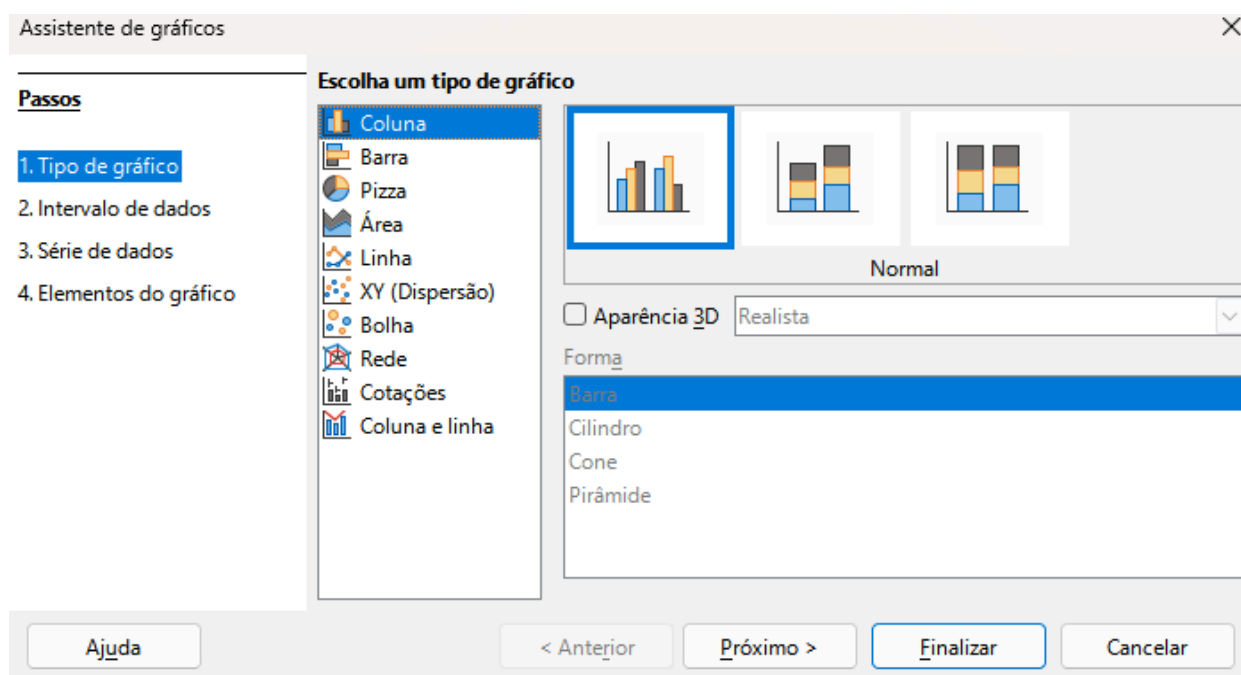 Assistente de gráficos
Passos
1. Tipo de gráfico
2. Intervalo de dados
3. Série de dados
4. Elementos do gráfico
Escolha um tipo de gráfico
Coluna
Barra
Pizza
Área
Linha
XY (Dispersão)
Bolha
Rede
Cotações
Coluna e linha
Normal
Aparência 3D Realista
Forma
Barra
Cilindro
Cone
Pirâmide
Ajuda < Anterior Próximo > Finalizar Cancelar